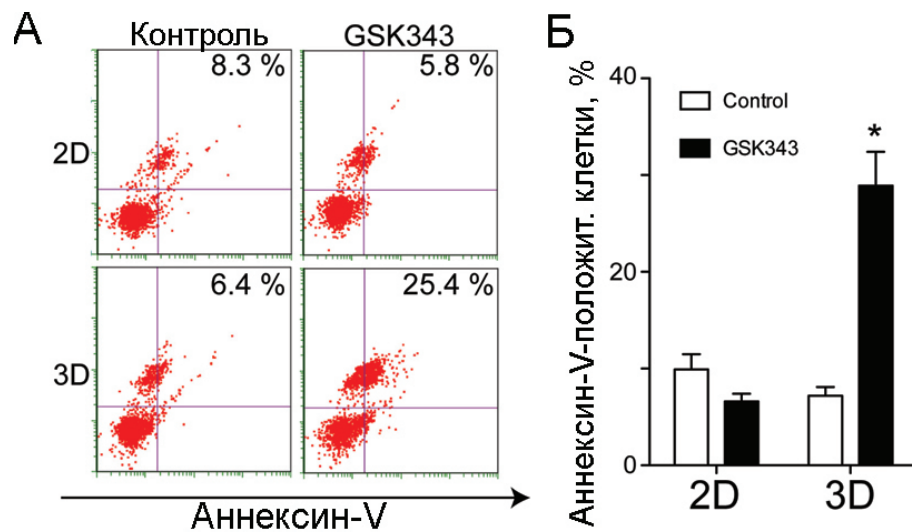 А
Контроль
GSK343
8.3 %
5.8 %
2D
6.4 %
25.4 %
3D
Аннексин-V
Б
Аннексин-V-положит. клетки, %
40
20
0
Control
GSK343
*
2D
3D